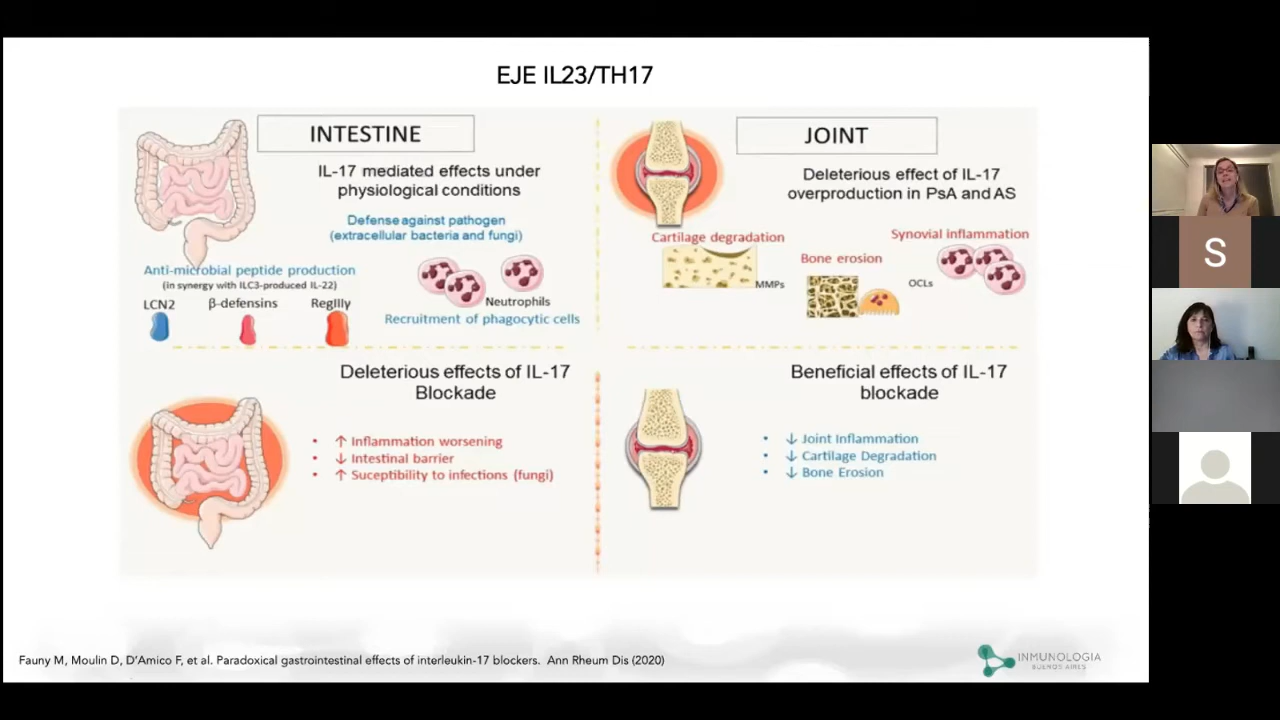 EJE IL23/TH17
INTESTINE
IL-17 mediated effects under
physiological conditions
Defense against pathogen
(extracellular bacteria and fungi)
Anti-microbial peptide production
(in synergy with ILC3-produced IL-22)
LCN2
β-defensins
RegIIIγ
Neutrophils
Recruitment of phagocytic cells
JOINT
Deleterious effect of IL-17
overproduction in PsA and AS
Cartilage degradation
MMPs
Bone erosion
OCLs
Synovial inflammation
Deleterious effects of IL-17
Blockade
• ↑ Inflammation worsening
• ↓ Intestinal barrier
• ↑ Suceptibility to infections (fungi)
Beneficial effects of IL-17
blockade
• ↓ Joint Inflammation
• ↓ Cartilage Degradation
• ↓ Bone Erosion
Fauny M, Moulin D, D'Amico F, et al. Paradoxical gastrointestinal effects of interleukin-17 blockers. Ann Rheum Dis (2020)
INMUNOLOGIA
BUENOS AIRES
S